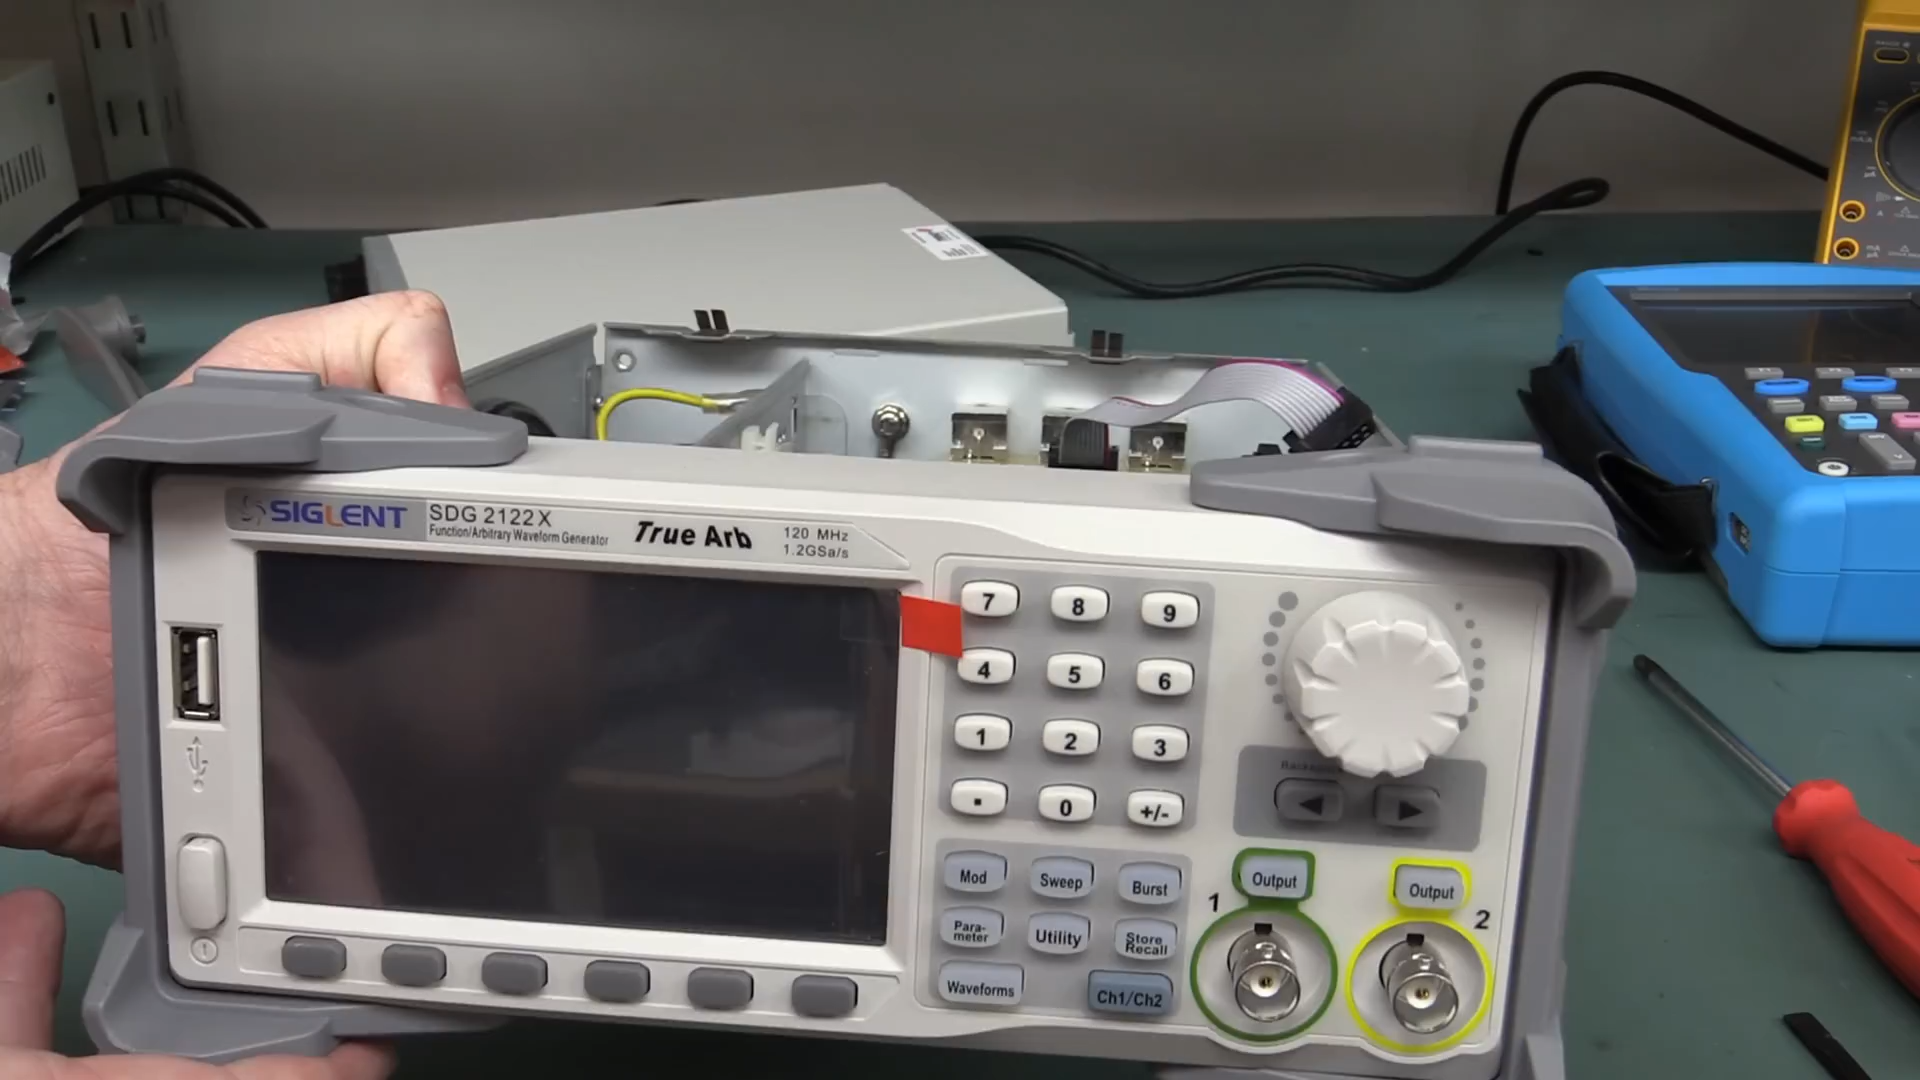 SIGLENT
SDG 2122X
Function/Arbitrary Waveform Generator
True Arb
120 MHz
1.2GSa/s
7 8 9
4 5 6
1 2 3
. 0 +/-
Mod Sweep Burst
Para-
meter
Utility
Store
Recall
Waveforms
Ch1/Ch2
Output
1
Output
2